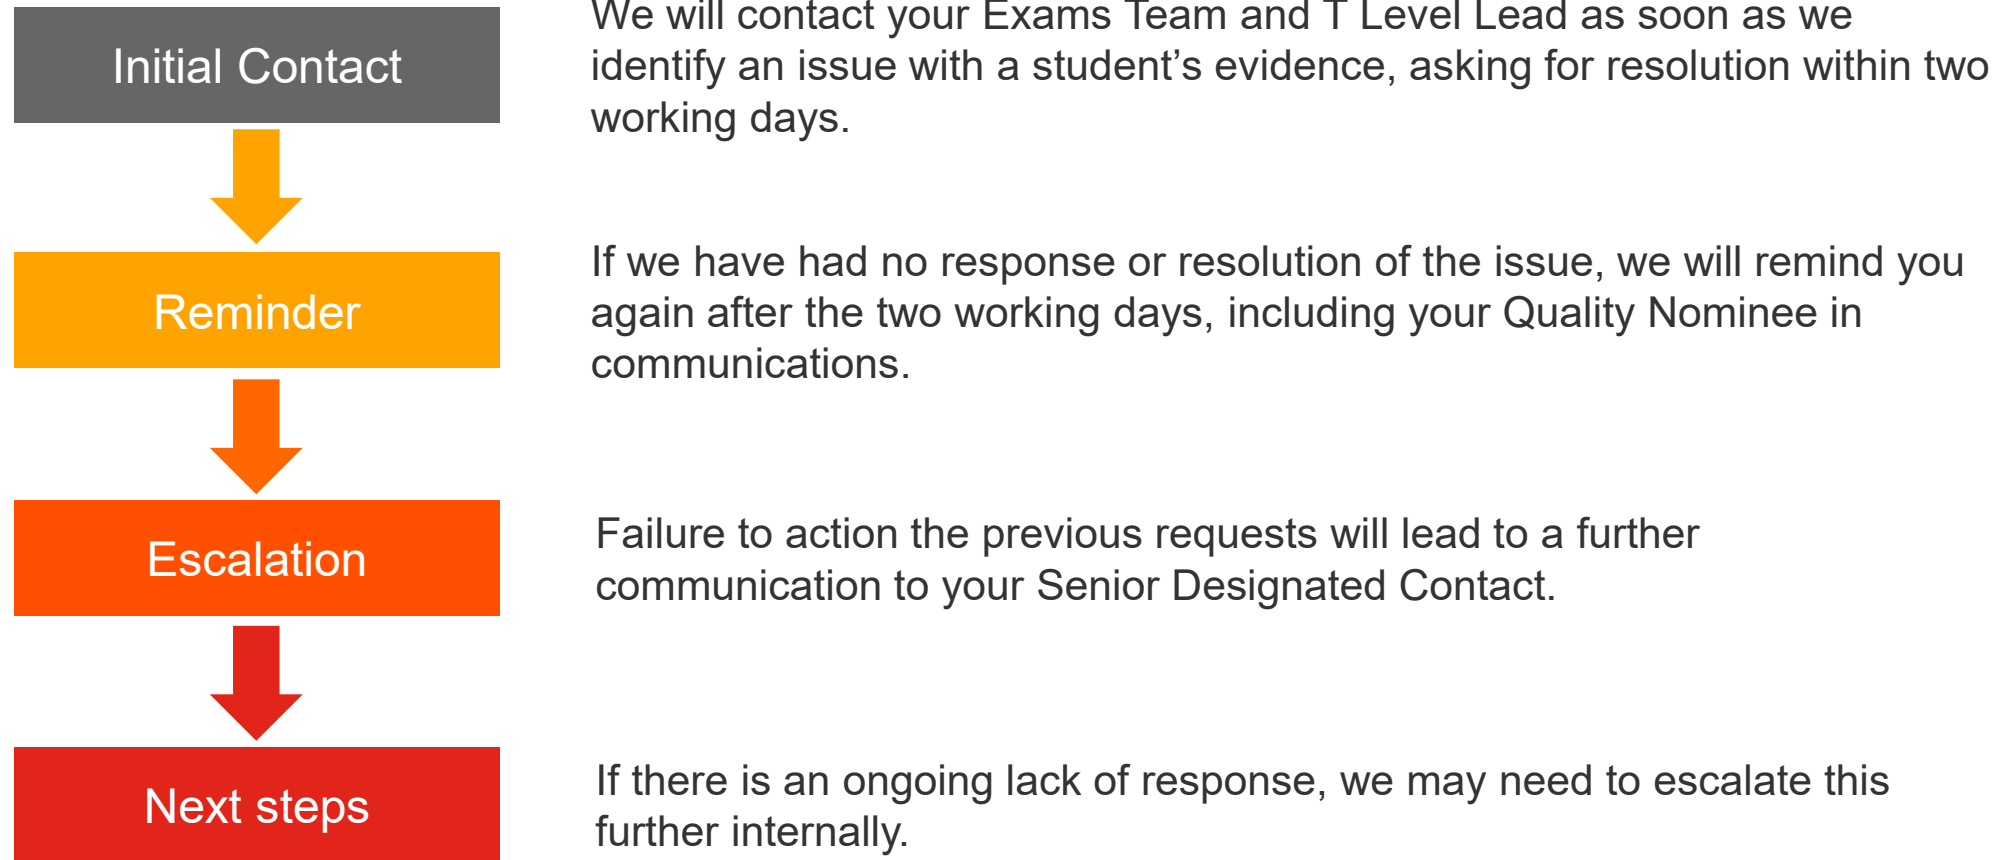 Initial Contact
We will contact your Exams Team and T Level Lead as soon as we
identify an issue with a student’s evidence, asking for resolution within two
working days.
Reminder
If we have had no response or resolution of the issue, we will remind you
again after the two working days, including your Quality Nominee in
communications.
Escalation
Failure to action the previous requests will lead to a further
communication to your Senior Designated Contact.
Next steps
If there is an ongoing lack of response, we may need to escalate this
further internally.